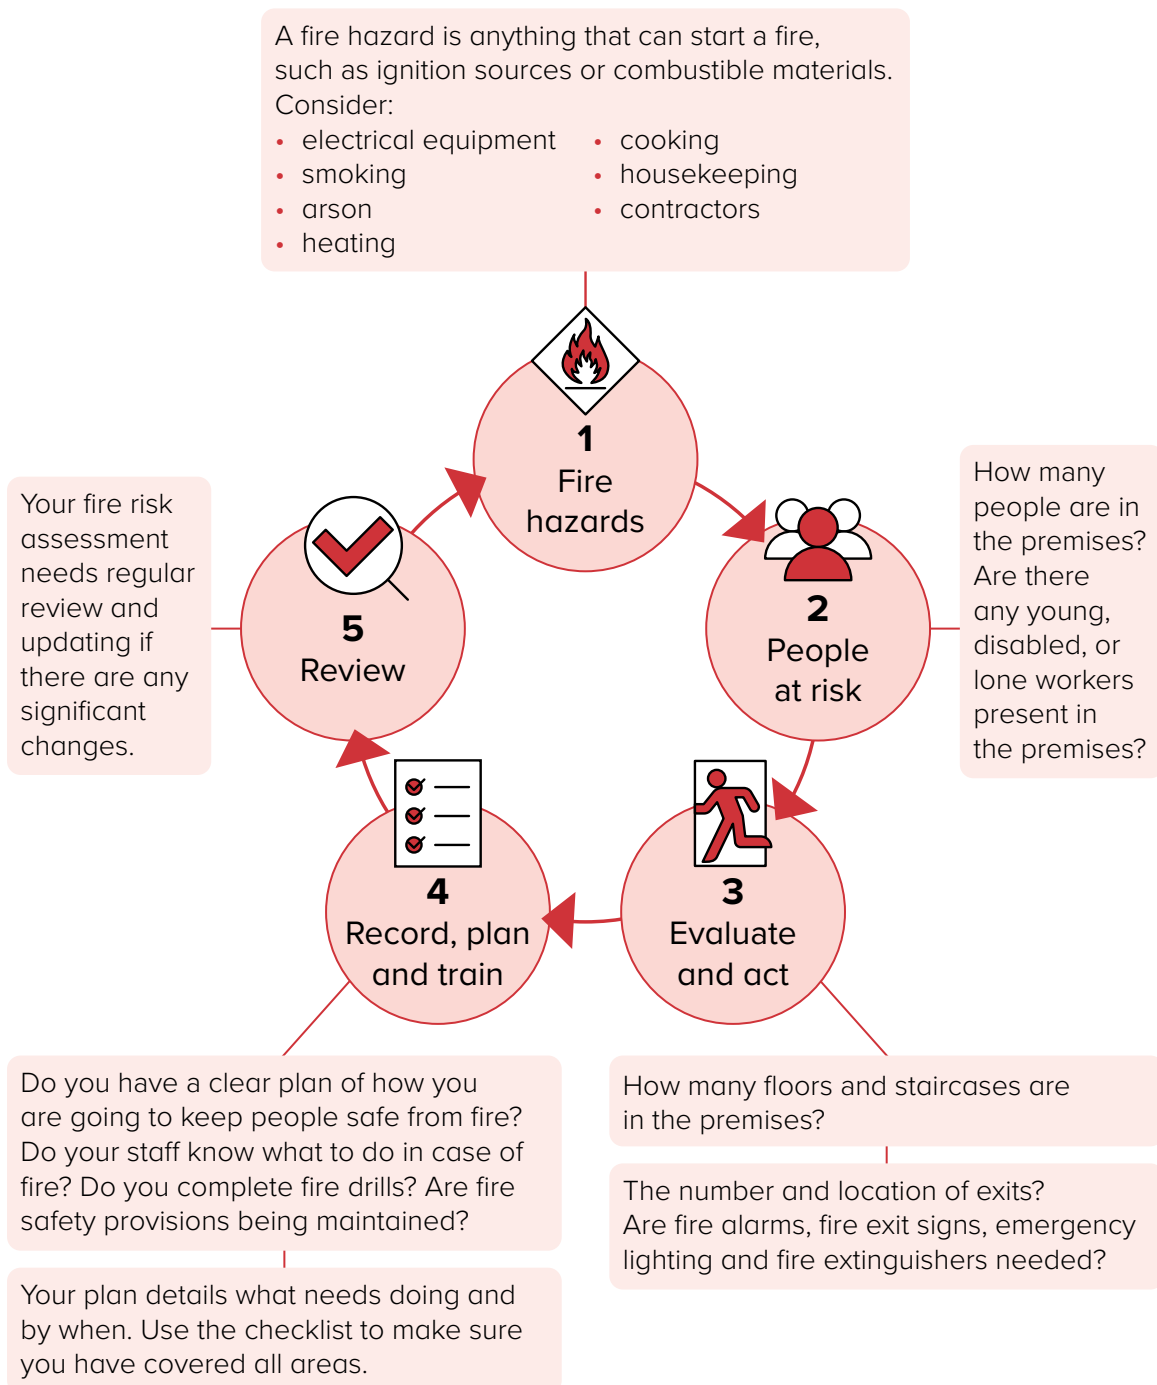 A fire hazard is anything that can start a fire,
such as ignition sources or combustible materials.
Consider:
• electrical equipment
• smoking
• arson
• heating
• cooking
• housekeeping
• contractors
1
Fire
hazards
How many
people are in
the premises?
Are there
any young,
disabled, or
lone workers
present in
the premises?
2
People
at risk
3
Evaluate
and act
How many floors and staircases are
in the premises?
The number and location of exits?
Are fire alarms, fire exit signs, emergency
lighting and fire extinguishers needed?
4
Record, plan
and train
Do you have a clear plan of how you
are going to keep people safe from fire?
Do your staff know what to do in case of
fire? Do you complete fire drills? Are fire
safety provisions being maintained?
Your plan details what needs doing and
by when. Use the checklist to make sure
you have covered all areas.
5
Review
Your fire risk
assessment
needs regular
review and
updating if
there are any
significant
changes.